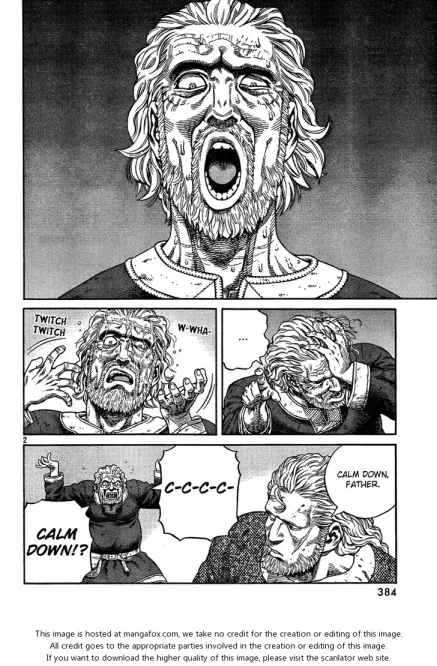 TWITCH
TWITCH
W-WHA-
...
2
CALM DOWN,
FATHER.
C-C-C-C-
CALM
DOWN!?
384
This image is hosted at mangafox.com, we take no credit for the creation or editing of this image.
All credit goes to the appropriate parties involved in the creation or editing of this image.
If you want to download the higher quality of this image, please visit the scanlator web site.